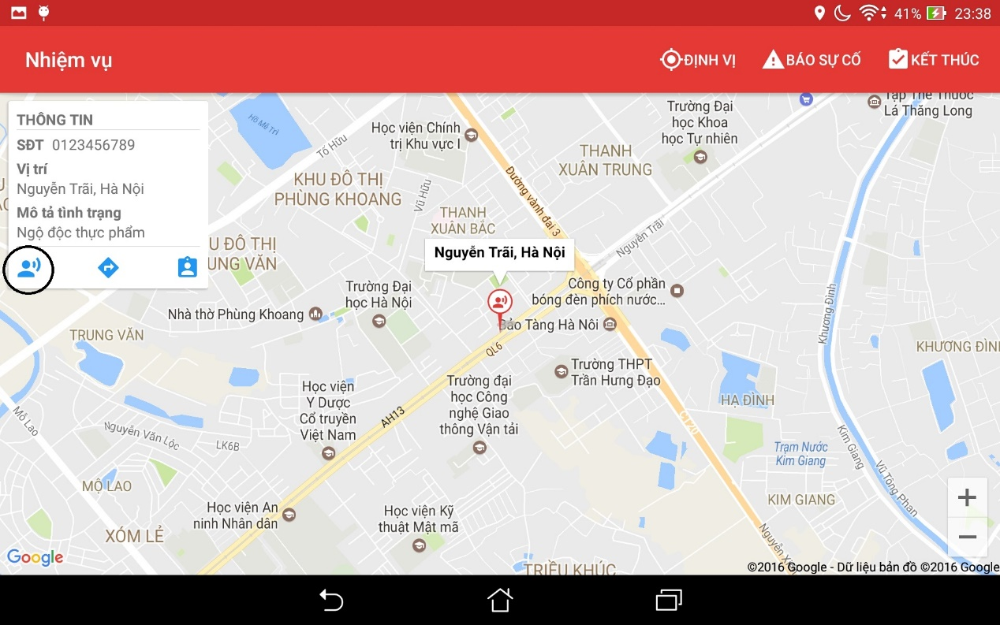 41% 23:38
Nhiệm vụ
ĐỊNH VỊ
BÁO SỰ CỐ
KẾT THÚC
THÔNG TIN
SĐT 0123456789
Vị trí
Nguyễn Trãi, Hà Nội
Mô tả tình trạng
Ngộ độc thực phẩm
Hồ Mễ Trì
Tố Hữu
Học viện Chính
trị Khu vực I
Trường Đại
học Khoa
học Tự nhiên
Tập Thể Thuốc
Lá Thăng Long
THANH
XUÂN TRUNG
KHU ĐÔ THỊ
PHÙNG KHOANG
Vũ Hữu
Đường vành đai 3
THANH
XUÂN BẮC
Nguyễn Trãi
U ĐÔ THỊ
UNG VĂN
Nguyễn Trãi, Hà Nội
Trường Đại
học Hà Nội
Công ty Cổ phần
bóng đèn phích nước...
Nhà thờ Phùng Khoang
Bảo Tàng Hà Nôi
Khương Đình
TRUNG VĂN
QL6
KHƯƠNG ĐÌNH
Trường THPT
Trần Hưng Đạo
Học viện
Y Dược
Cổ truyền
Việt Nam
Trường đại
học Công
nghệ Giao
thông Vận tải
HẠ ĐÌNH
AH13
CT20
Mỗ Lao
Nguyễn Văn Lộc
LK6B
Trạm Nước
Kim Giang
Kim Giang
Vũ Tông Phan
MỘ LAO
KIM GIANG
Học viện An
ninh Nhân dân
Học viện Kỹ
thuật Mật mã
XÓM LẺ
Nguyễn Xi
Google
TRIỀU KHÚC
©2016 Google - Dữ liệu bản đồ ©2016 Google